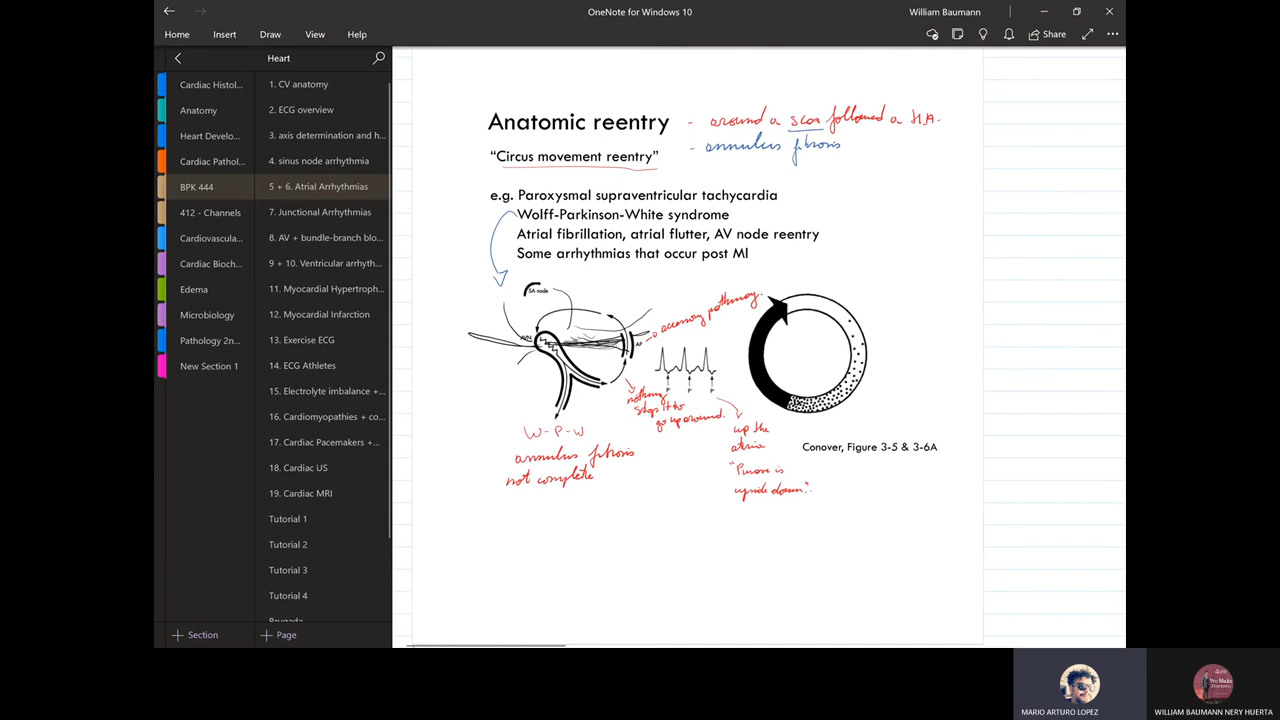 OneNote for Windows 10
William Baumann
Home
Insert
Draw
View
Help
Share
Heart
Cardiac Histol...
Anatomy
Heart Develo...
Cardiac Pathol...
BPK 444
412 - Channels
Cardiovascula...
Cardiac Bioch...
Edema
Microbiology
Pathology 2n...
New Section 1
1. CV anatomy
2. ECG overview
3. axis determination and h...
4. sinus node arrhythmia
5 + 6. Atrial Arrhythmias
7. Junctional Arrhythmias
8. AV + bundle-branch blo...
9 + 10. Ventricular arryth...
11. Myocardial Hypertroph...
12. Myocardial Infarction
13. Exercise ECG
14. ECG Athletes
15. Electrolyte imbalance +...
16. Cardiomyopathies + co...
17. Cardiac Pacemakers +...
18. Cardiac US
19. Cardiac MRI
Tutorial 1
Tutorial 2
Tutorial 3
Tutorial 4
Brugada
Section
Page
Anatomic reentry
- around a scar followed a H.A.
- annulus fibrosis
"Circus movement reentry"
e.g. Paroxysmal supraventricular tachycardia
Wolff-Parkinson-White syndrome
Atrial fibrillation, atrial flutter, AV node reentry
Some arrhythmias that occur post MI
SA node
AVN
AP
accessory pathway.
nothing
stops it to
go up around.
P P P
up the
atria
"P wave is
upside down."
W-P-W
annulus fibrosis
not complete
Conover, Figure 3-5 & 3-6A
MARIO ARTURO LOPEZ
WILLIAM BAUMANN NERY HUERTA